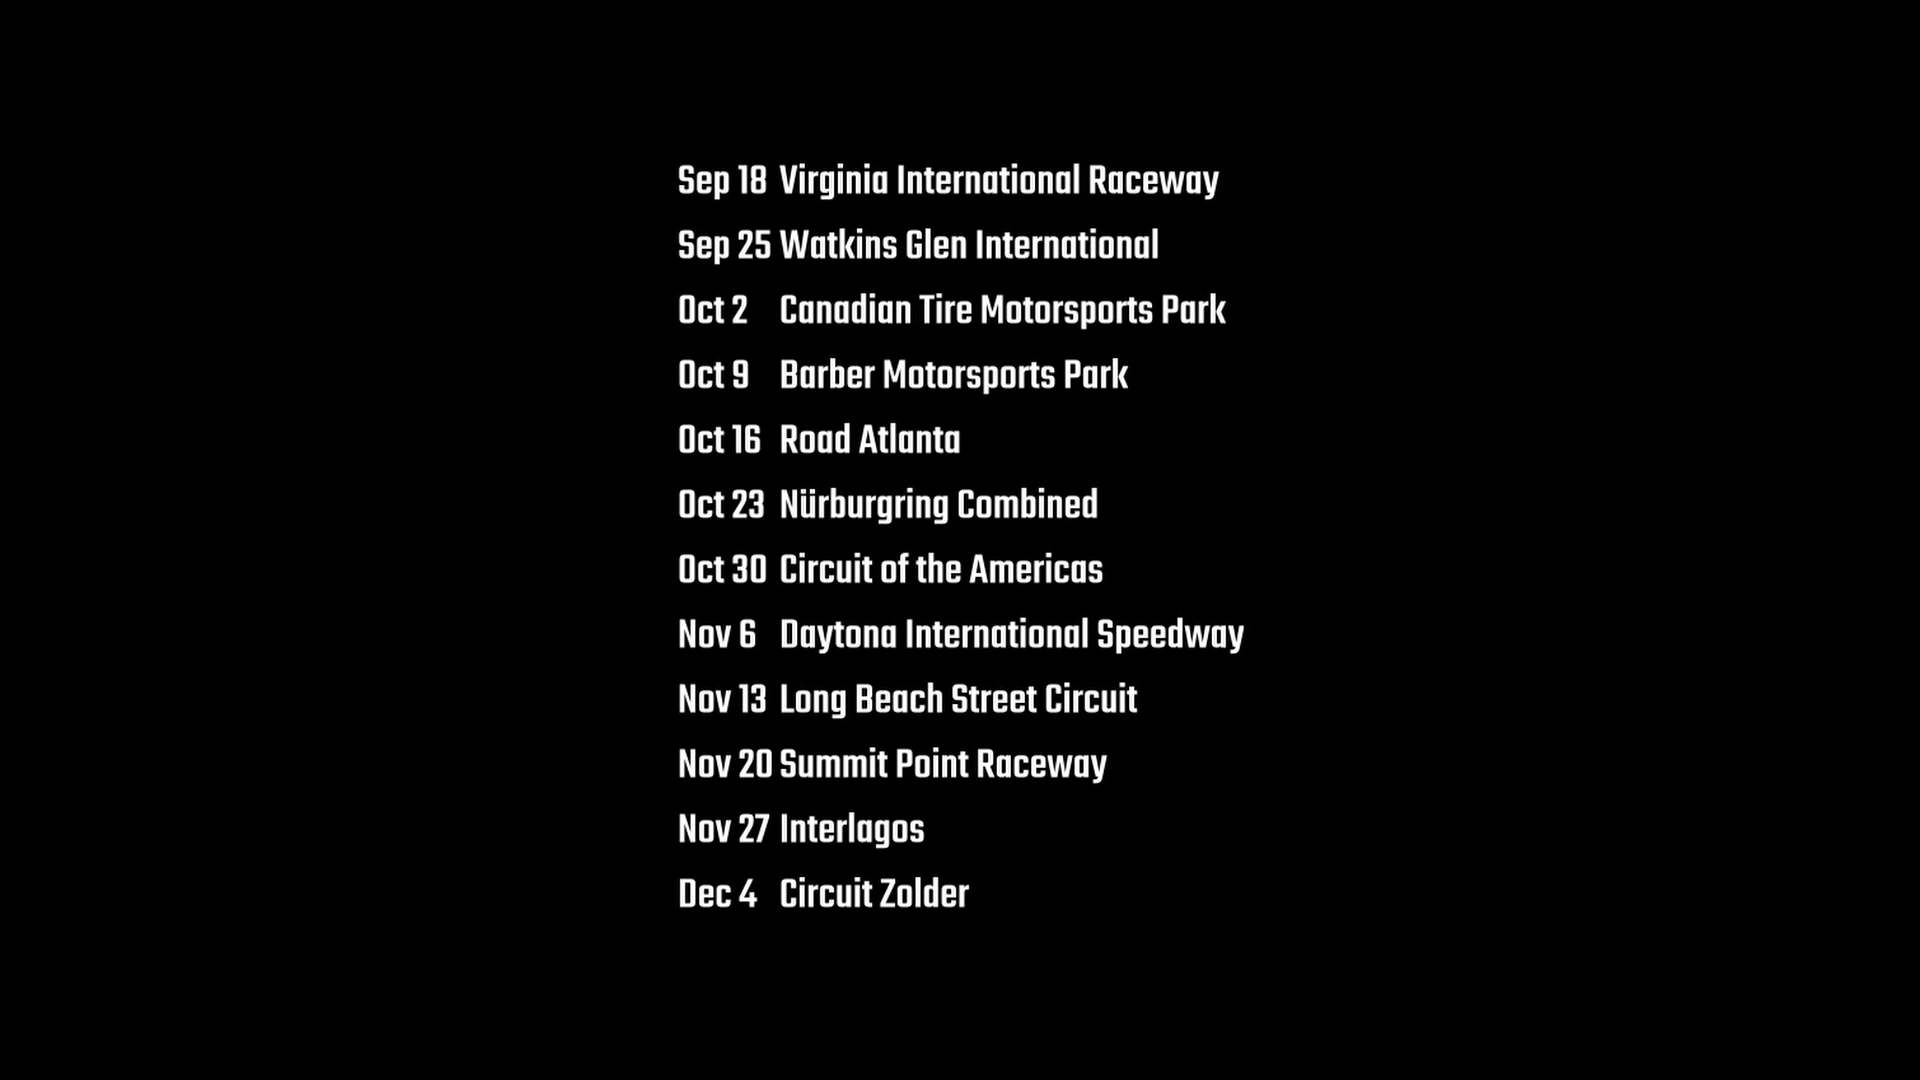 Sep 18 Virginia International Raceway
Sep 25 Watkins Glen International
Oct 2 Canadian Tire Motorsports Park
Oct 9 Barber Motorsports Park
Oct 16 Road Atlanta
Oct 23 Nürburgring Combined
Oct 30 Circuit of the Americas
Nov 6 Daytona International Speedway
Nov 13 Long Beach Street Circuit
Nov 20 Summit Point Raceway
Nov 27 Interlagos
Dec 4 Circuit Zolder